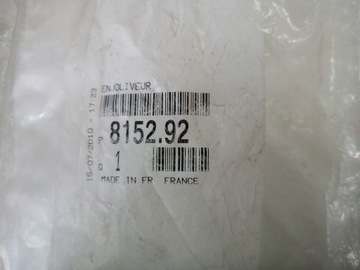 ENJOLIVEUR
P 8152.92
Q 1
MADE IN FR FRANCE
15/07/2010 - 17:23